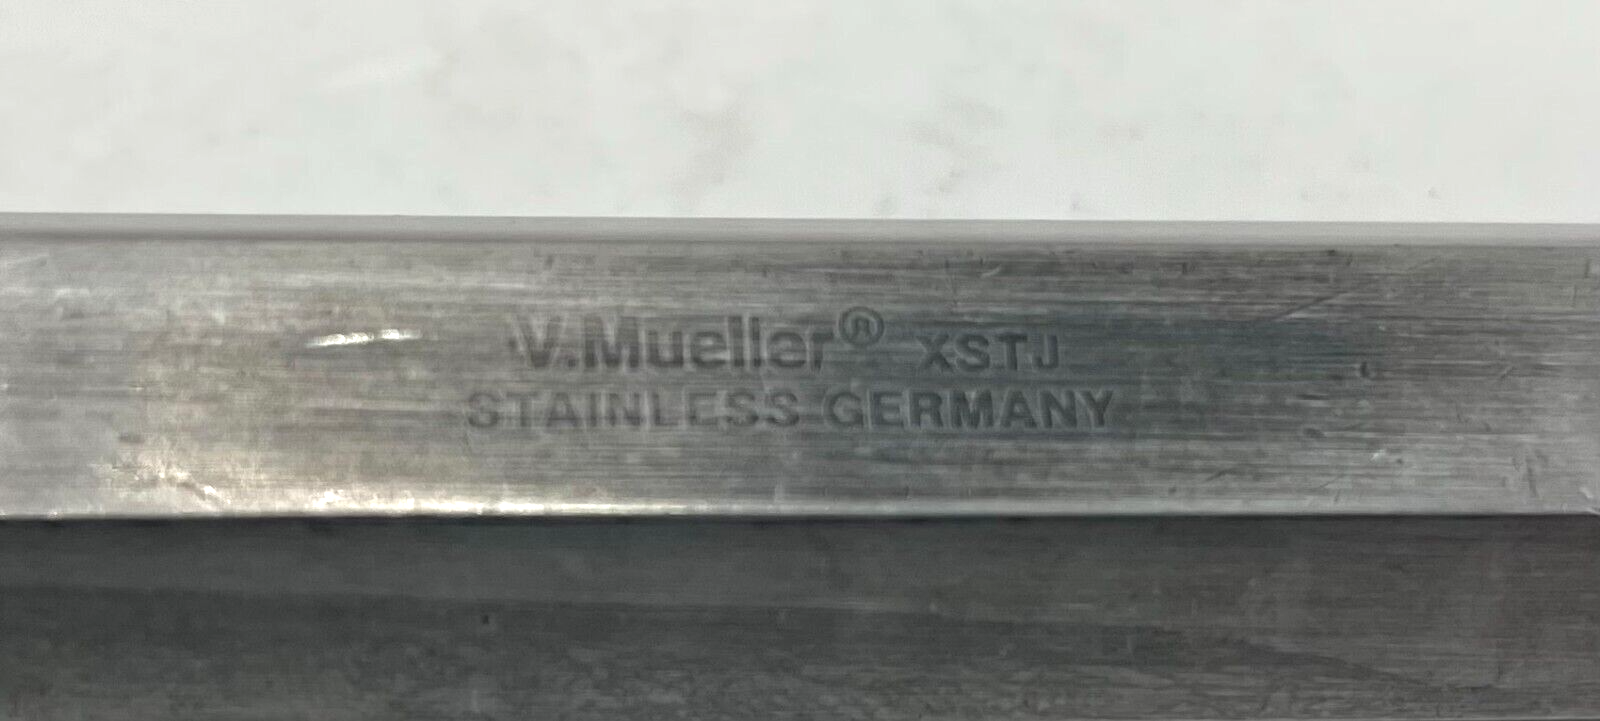 V.Mueller® XSTJ
STAINLESS GERMANY